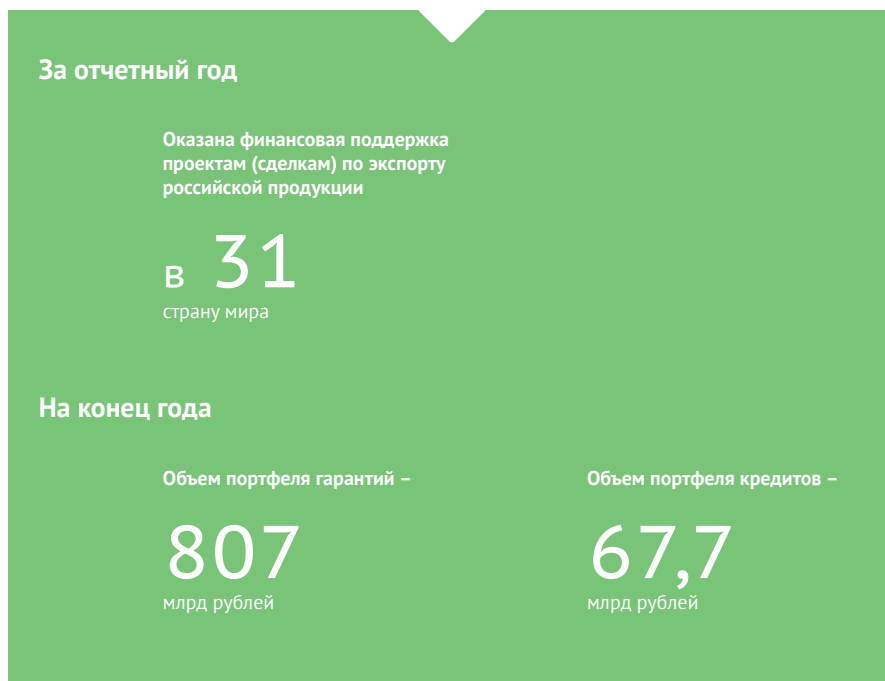 За отчетный год
Оказана финансовая поддержка
проектам (сделкам) по экспорту
российской продукции
в 31
страну мира
На конец года
Объем портфеля гарантий –
807
млрд рублей
Объем портфеля кредитов –
67,7
млрд рублей